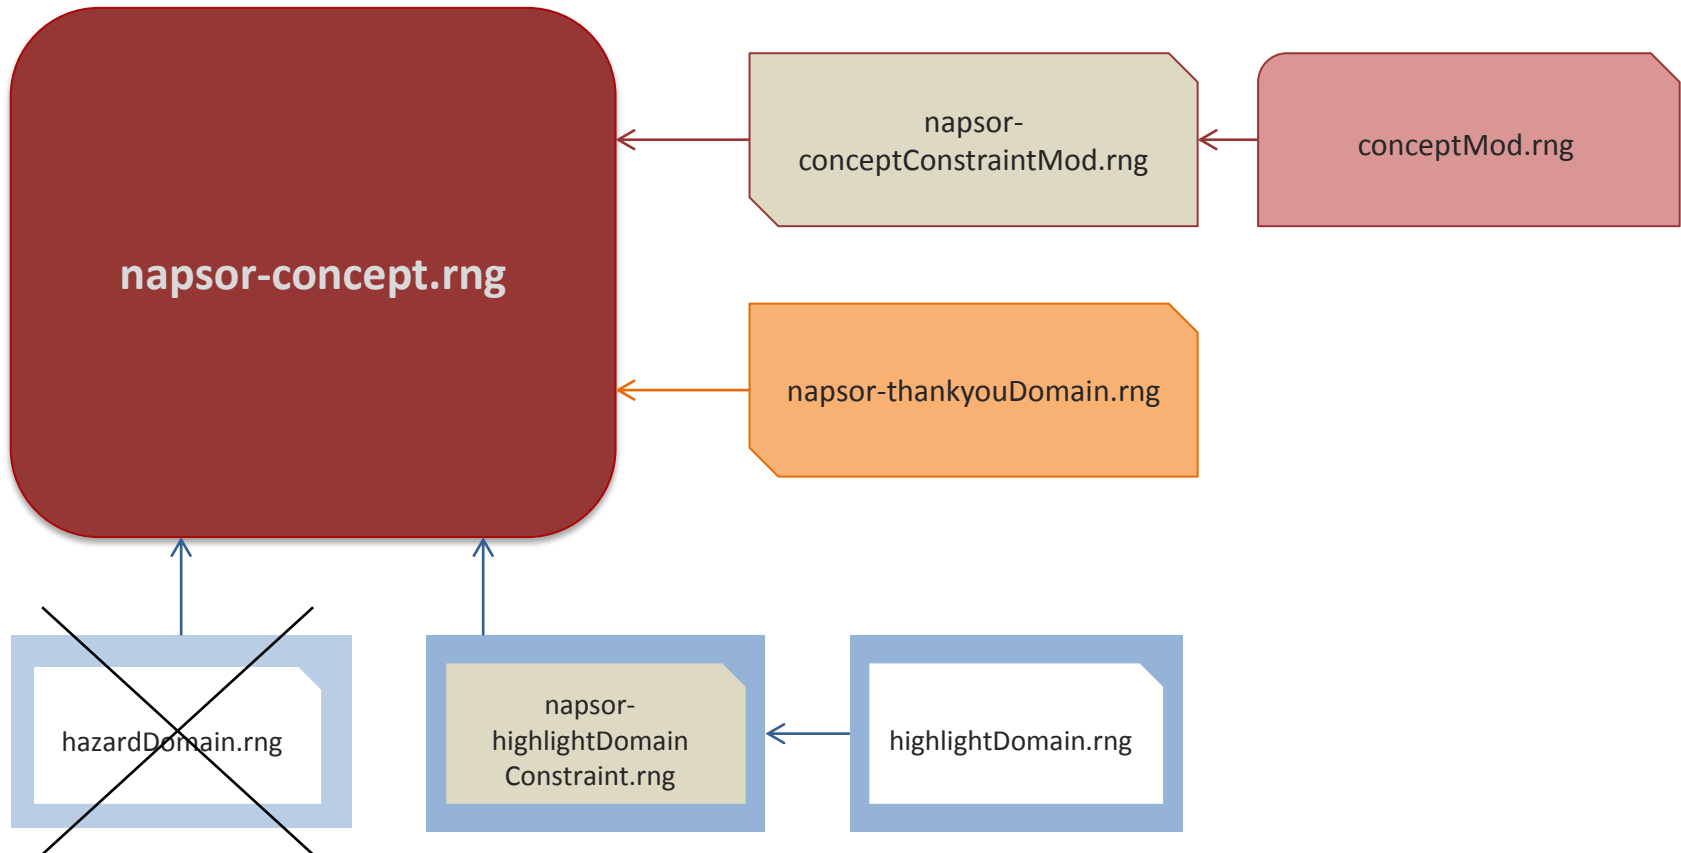 napsor-concept.rng
napsor-
conceptConstraintMod.rng
conceptMod.rng
napsor-thankyouDomain.rng
hazardDomain.rng
napsor-
highlightDomain
Constraint.rng
highlightDomain.rng